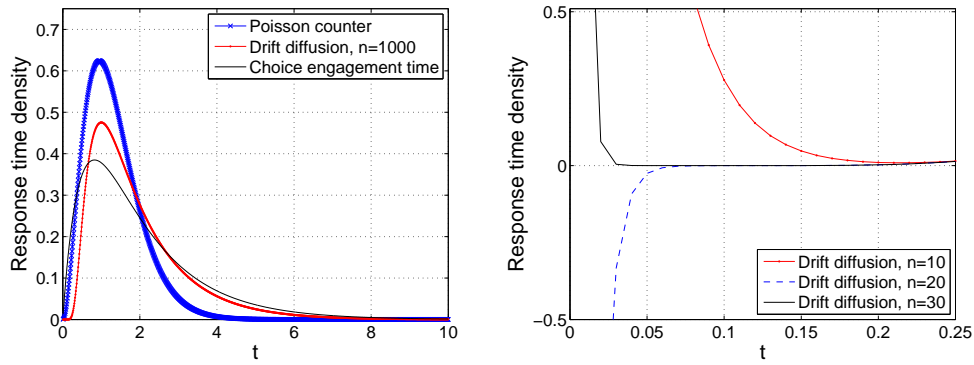 Response time density
0.7
0.6
0.5
0.4
0.3
0.2
0.1
0
0 2 4 6 8 10
t
Poisson counter
Drift diffusion, n=1000
Choice engagement time
Response time density
0.5
0
−0.5
0 0.05 0.1 0.15 0.2 0.25
t
Drift diffusion, n=10
Drift diffusion, n=20
Drift diffusion, n=30